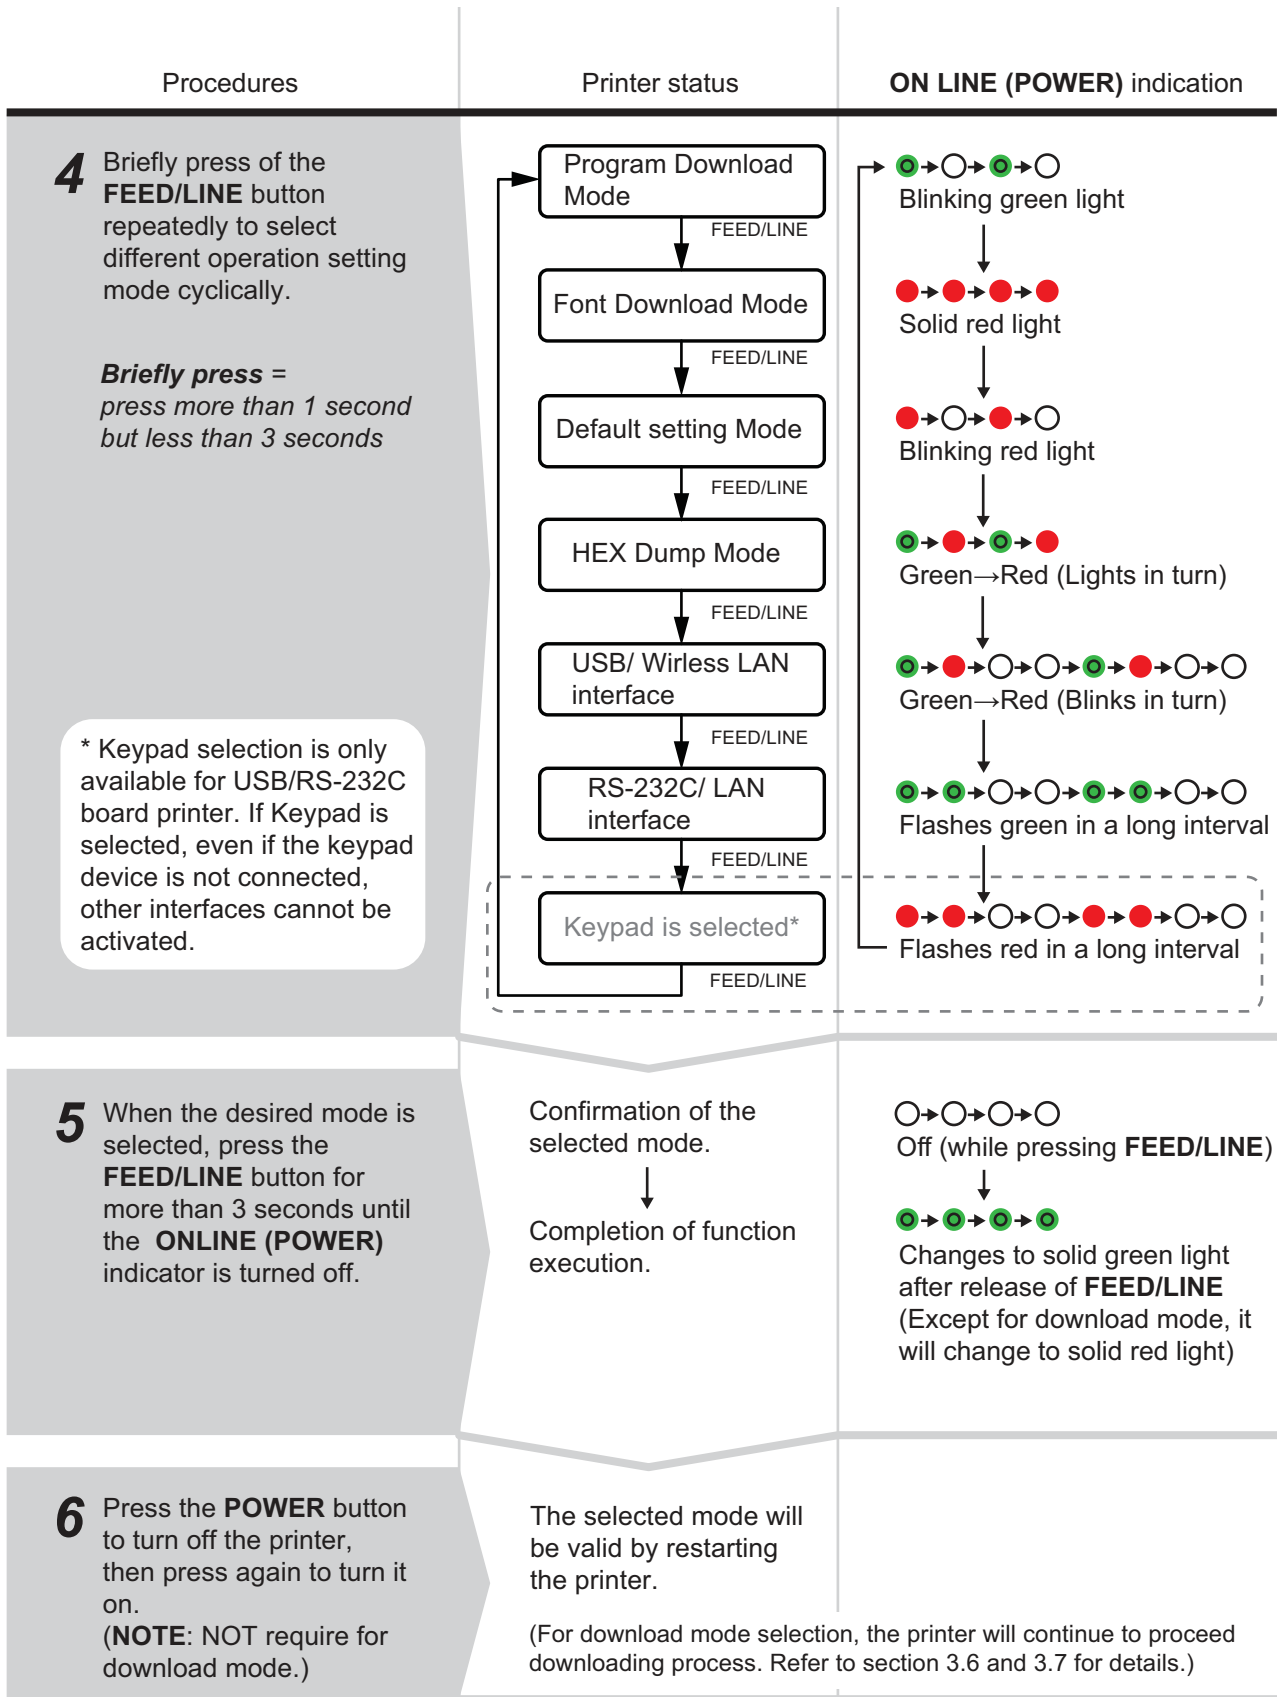 Procedures
Printer status
ON LINE (POWER) indication
4 Briefly press of the
FEED/LINE button
repeatedly to select
different operation setting
mode cyclically.
Briefly press =
press more than 1 second
but less than 3 seconds
* Keypad selection is only
available for USB/RS-232C
board printer. If Keypad is
selected, even if the keypad
device is not connected,
other interfaces cannot be
activated.
Program Download
Mode
FEED/LINE
Font Download Mode
FEED/LINE
Default setting Mode
FEED/LINE
HEX Dump Mode
FEED/LINE
USB/ Wirless LAN
interface
FEED/LINE
RS-232C/ LAN
interface
FEED/LINE
Keypad is selected*
FEED/LINE
Blinking green light
Solid red light
Blinking red light
Green→Red (Lights in turn)
Green→Red (Blinks in turn)
Flashes green in a long interval
Flashes red in a long interval
5 When the desired mode is
selected, press the
FEED/LINE button for
more than 3 seconds until
the ONLINE (POWER)
indicator is turned off.
Confirmation of the
selected mode.
Completion of function
execution.
Off (while pressing FEED/LINE)
Changes to solid green light
after release of FEED/LINE
(Except for download mode, it
will change to solid red light)
6 Press the POWER button
to turn off the printer,
then press again to turn it
on.
(NOTE: NOT require for
download mode.)
The selected mode will
be valid by restarting
the printer.
(For download mode selection, the printer will continue to proceed
downloading process. Refer to section 3.6 and 3.7 for details.)